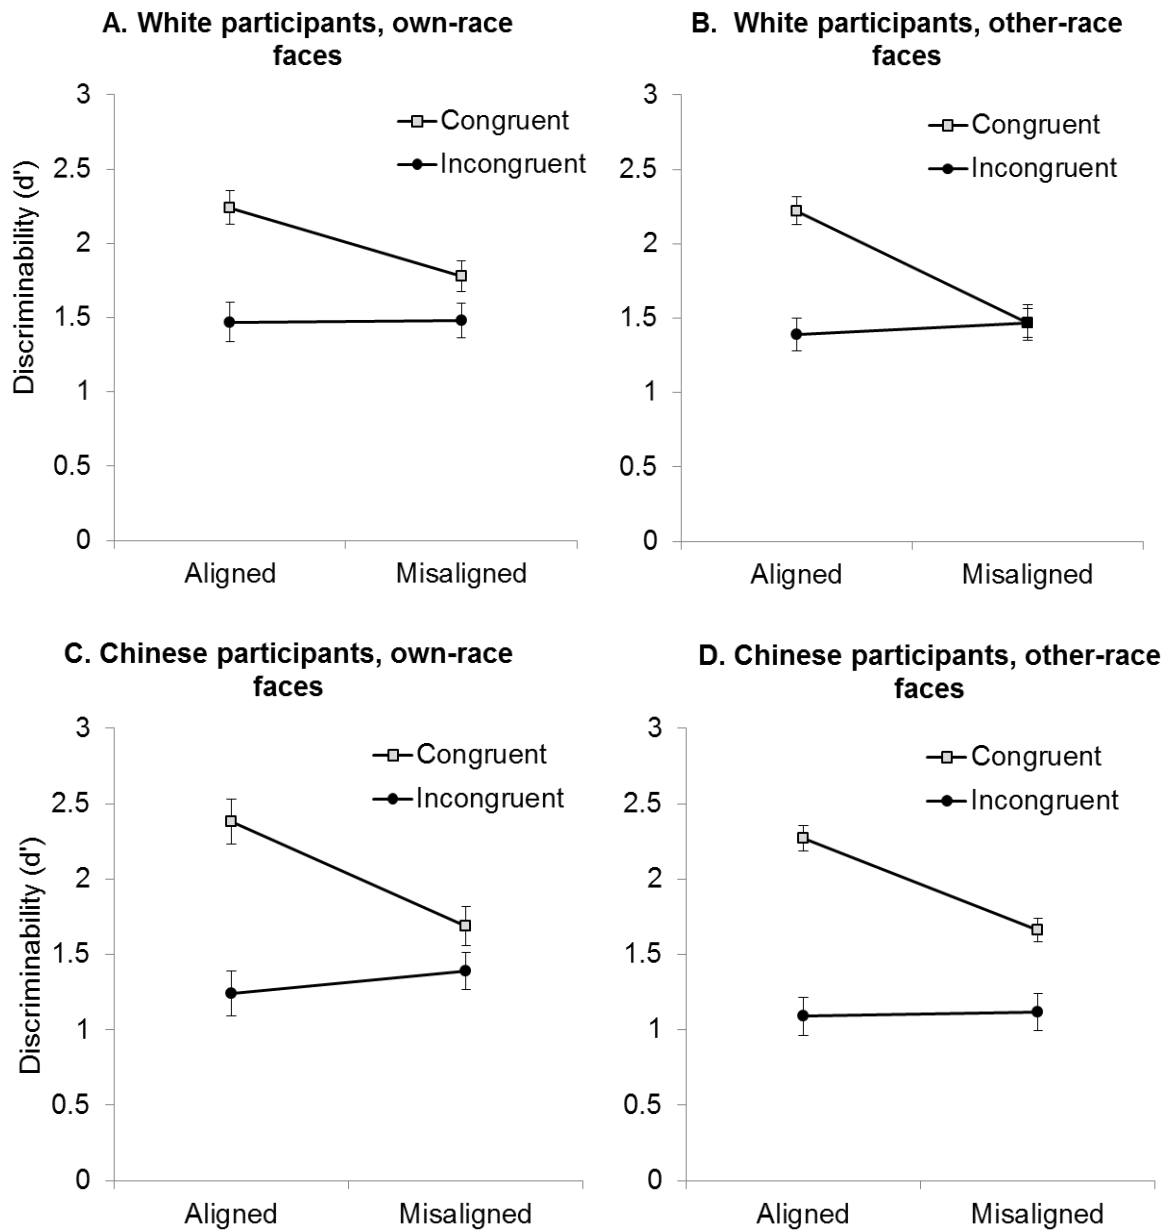 A. White participants, own-race
faces
3
2.5
2
1.5
1
0.5
0
Discriminability (d')
Congruent
Incongruent
Aligned
Misaligned
B. White participants, other-race
faces
3
2.5
2
1.5
1
0.5
0
Congruent
Incongruent
Aligned
Misaligned
C. Chinese participants, own-race
faces
3
2.5
2
1.5
1
0.5
0
Discriminability (d')
Congruent
Incongruent
Aligned
Misaligned
D. Chinese participants, other-race
faces
3
2.5
2
1.5
1
0.5
0
Congruent
Incongruent
Aligned
Misaligned